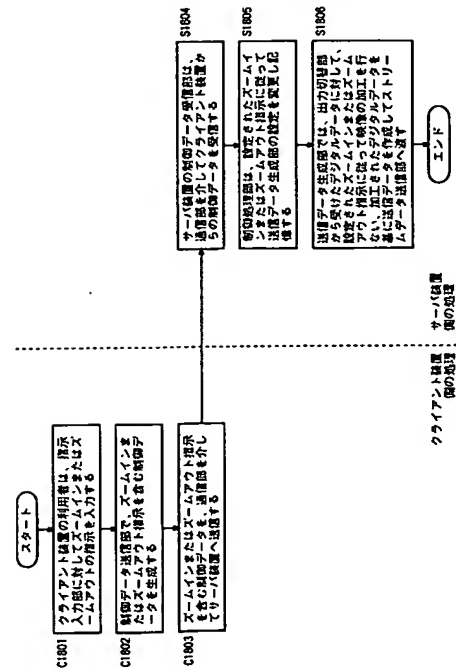 スタート
C1801
クライアント装置の利用者は、指示
入力部に対してズームインまたはズ
ームアウトの指示を入力する
C1802
制御データ送信部で、ズームインま
たはズームアウト指示を含む制御デ
ータを生成する
C1803
ズームインまたはズームアウト指示
を含む制御データを、通信部を介し
てサーバ装置へ送信する
クライアント装置
側の処理
サーバ装置
側の処理
S1804
サーバ装置の制御データ受信部は、
通信部を介してクライアント装置か
らの制御データを受信する
S1805
制御処理部は、設定されたズームイ
ンまたはズームアウト指示に従って
送信データ生成部の設定を変更し記
憶する
S1806
送信データ生成部では、出力切替部
から受けたデジタルデータに対して、
設定されたズームインまたはズーム
アウト指示に従って映像の加工を行
ない、加工されたデジタルデータを
基に送信データを作成してストリー
ムデータ送信部へ渡す
エンド